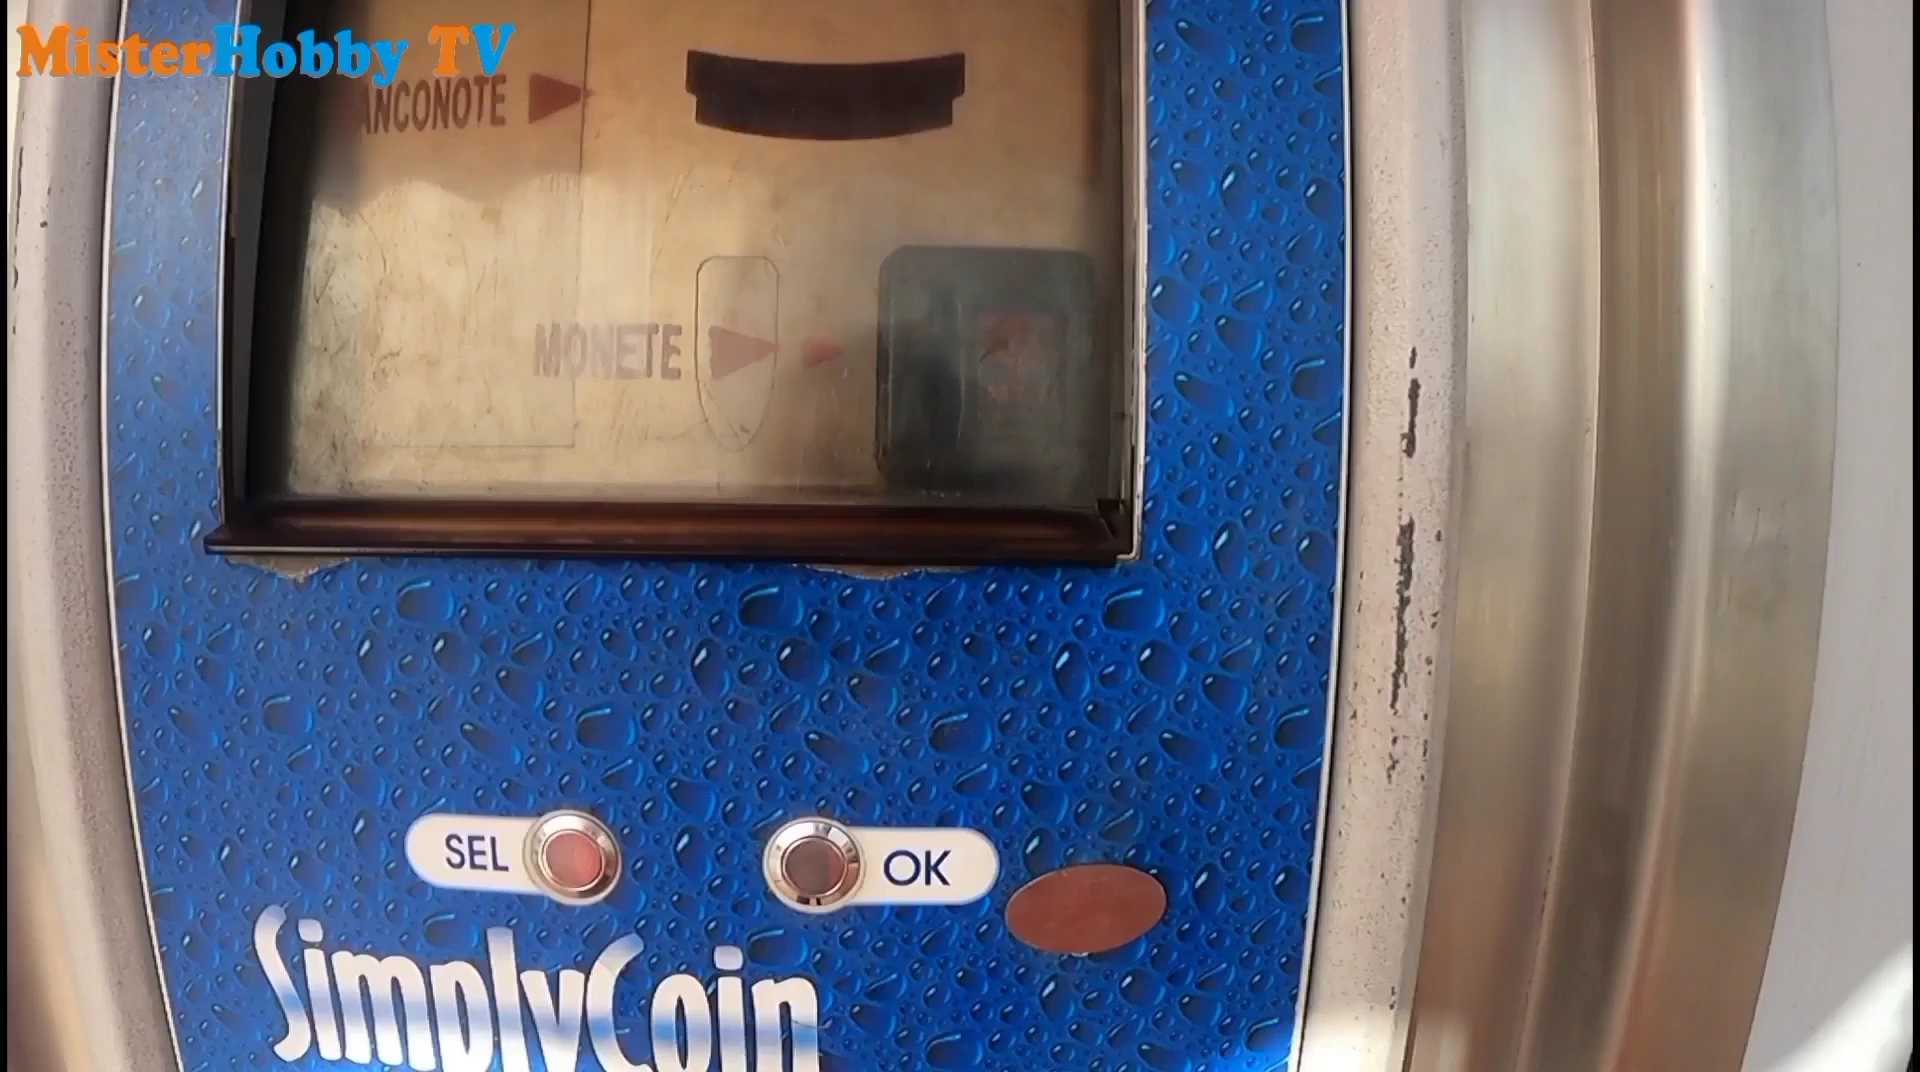 MisterHobby TV
ANCONOTE
MONETE
SEL
OK
SimplyCoin